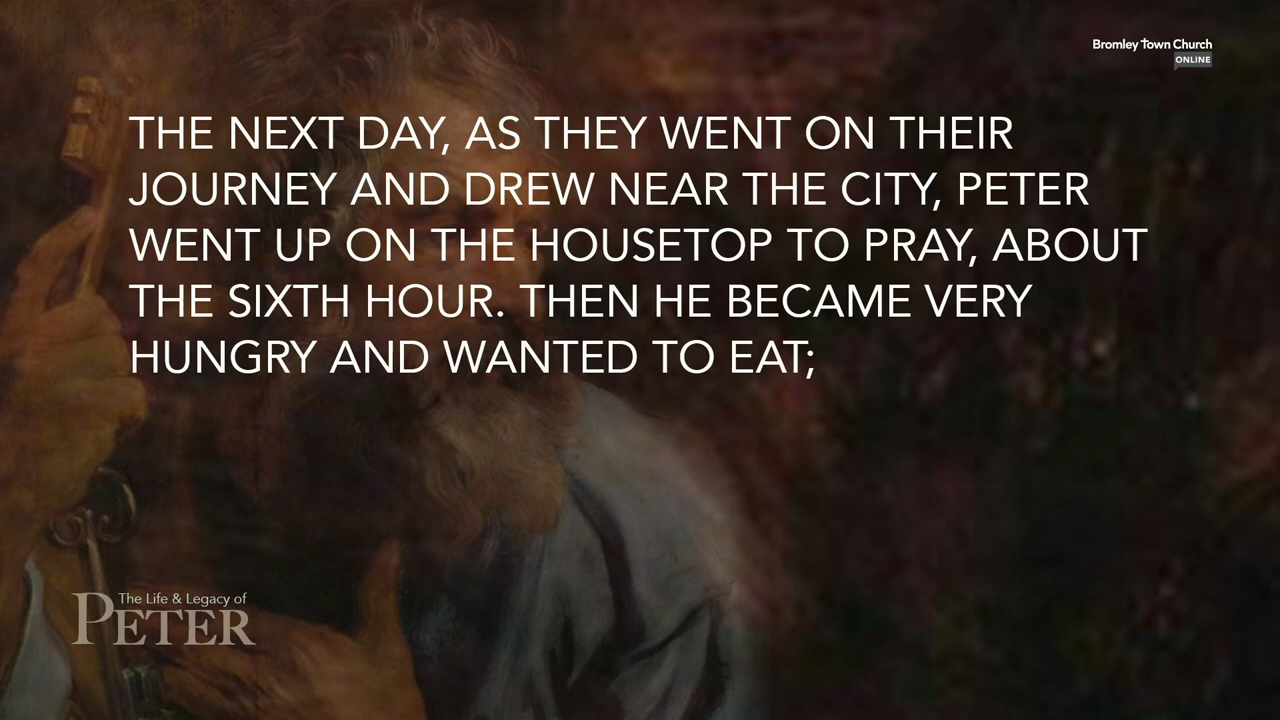 Bromley Town Church
ONLINE
THE NEXT DAY, AS THEY WENT ON THEIR
JOURNEY AND DREW NEAR THE CITY, PETER
WENT UP ON THE HOUSETOP TO PRAY, ABOUT
THE SIXTH HOUR. THEN HE BECAME VERY
HUNGRY AND WANTED TO EAT;
The Life & Legacy of
PETER